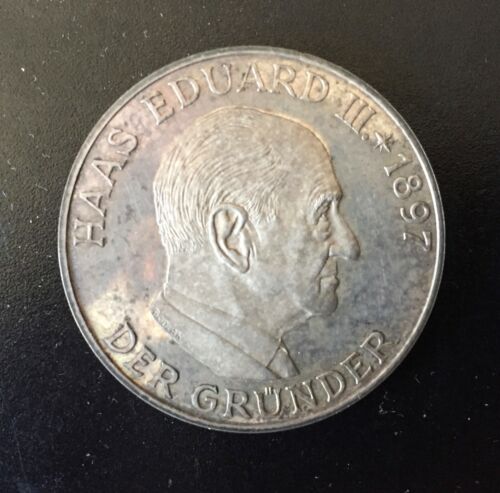 HAAS EDUARD III. * 1897
DER GRÜNDER